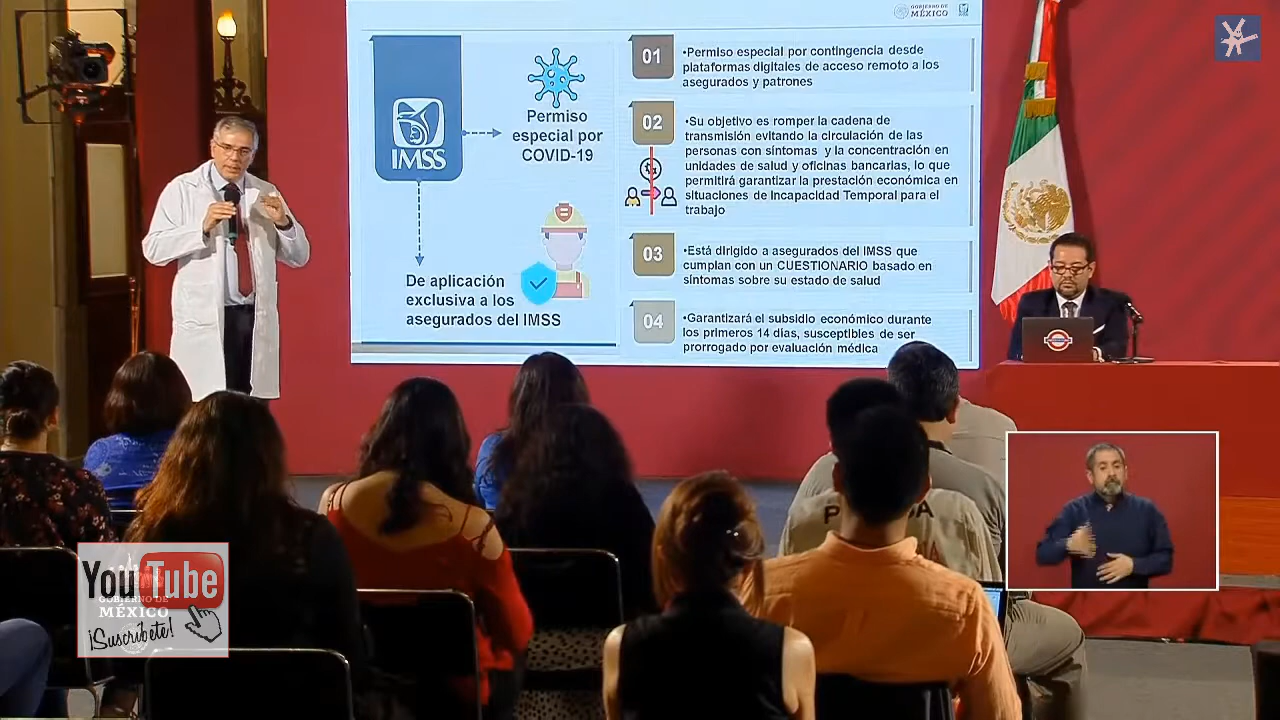 GOBIERNO DE
MÉXICO
IMSS
Permiso
especial por
COVID-19
De aplicación
exclusiva a los
asegurados del IMSS
01
•Permiso especial por contingencia desde
plataformas digitales de acceso remoto a los
asegurados y patrones
02
•Su objetivo es romper la cadena de
transmisión evitando la circulación de las
personas con síntomas y la concentración en
unidades de salud y oficinas bancarias, lo que
permitirá garantizar la prestación económica en
situaciones de Incapacidad Temporal para el
trabajo
03
•Está dirigido a asegurados del IMSS que
cumplan con un CUESTIONARIO basado en
síntomas sobre su estado de salud
04
•Garantizará el subsidio económico durante
los primeros 14 días, susceptibles de ser
prorrogado por evaluación médica
YouTube
GOBIERNO DE
MÉXICO
¡Suscríbete!